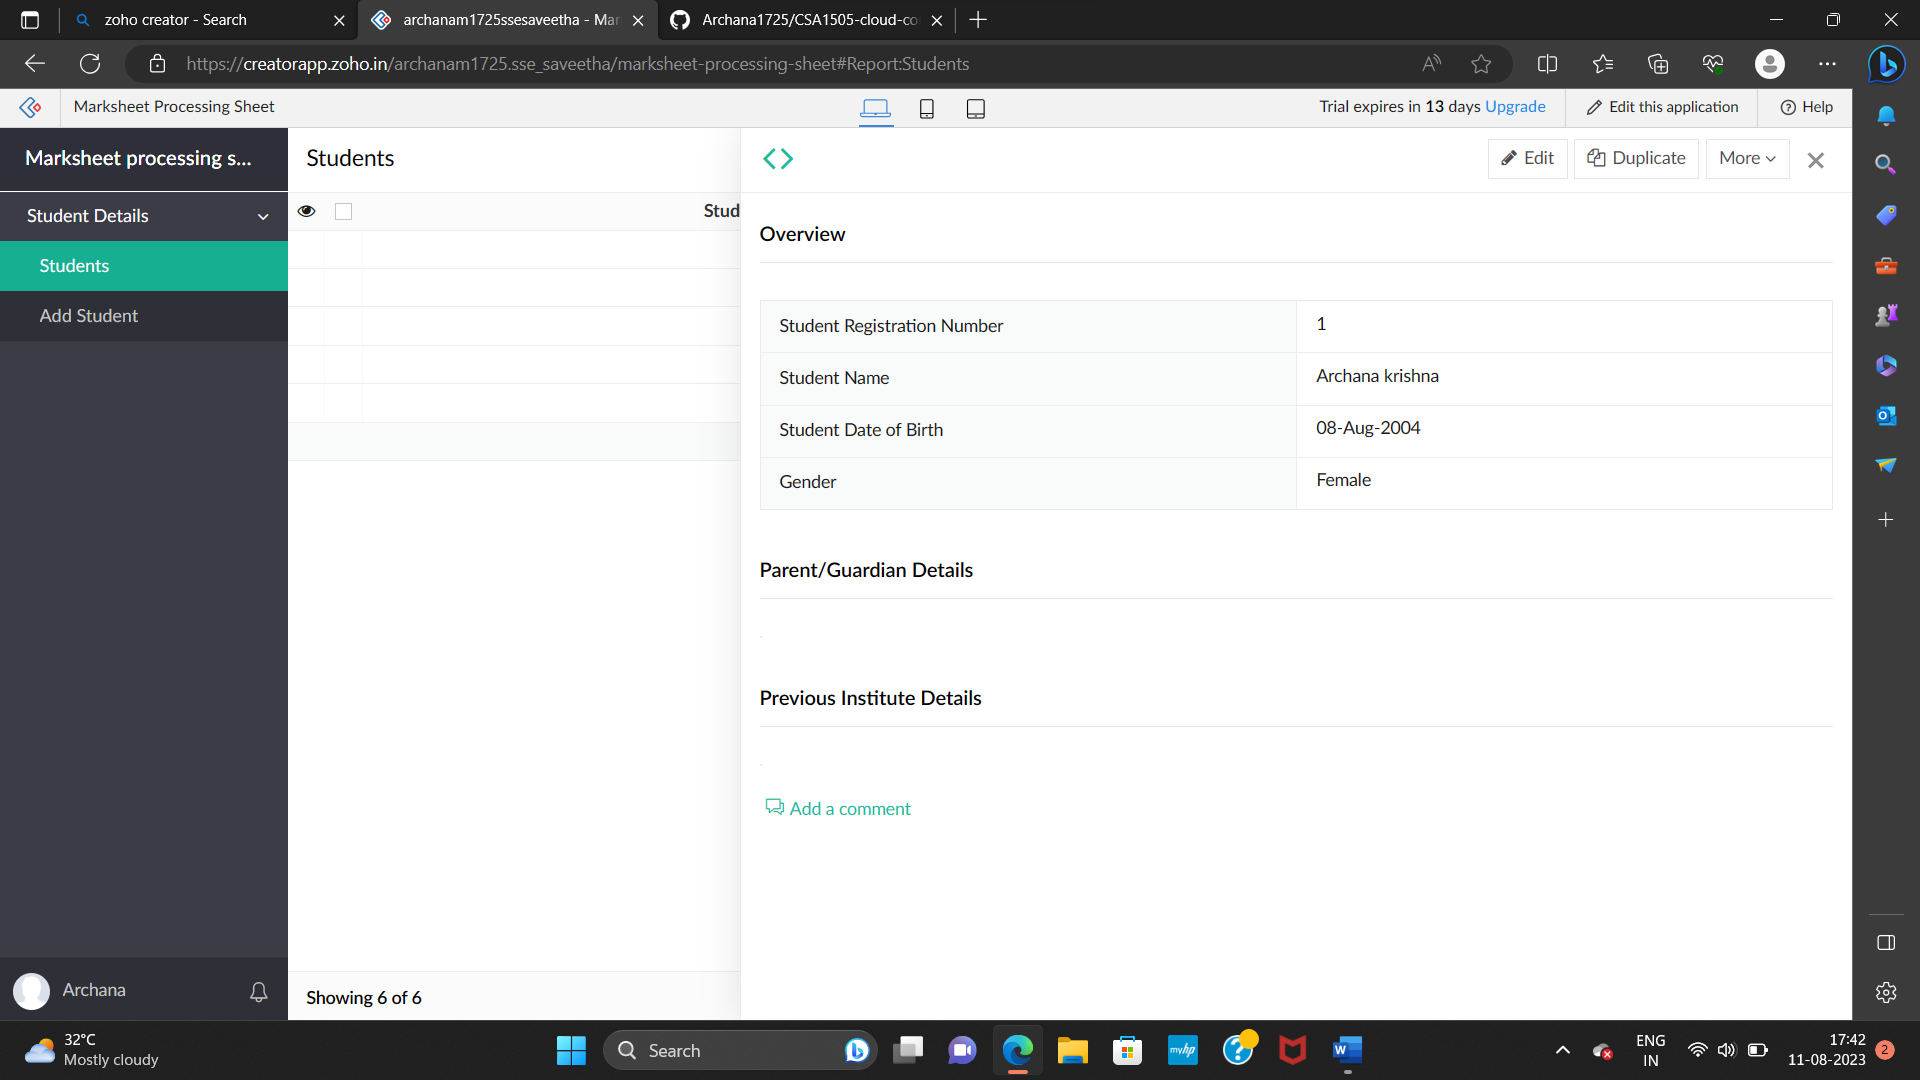 zoho creator - Search
archanam1725ssesaveetha - Mar
Archana1725/CSA1505-cloud-co
https://creatorapp.zoho.in/archanam1725.sse_saveetha/marksheet-processing-sheet#Report:Students
Marksheet Processing Sheet
Trial expires in 13 days Upgrade
Edit this application
Help
Marksheet processing s...
Students
Edit
Duplicate
More
Student Details
Stud
Students
Add Student
Overview
Student Registration Number 1
Student Name Archana krishna
Student Date of Birth 08-Aug-2004
Gender Female
Parent/Guardian Details
Previous Institute Details
Add a comment
Archana
Showing 6 of 6
32°C
Mostly cloudy
Search
myhp
ENG
IN
17:42
11-08-2023
2